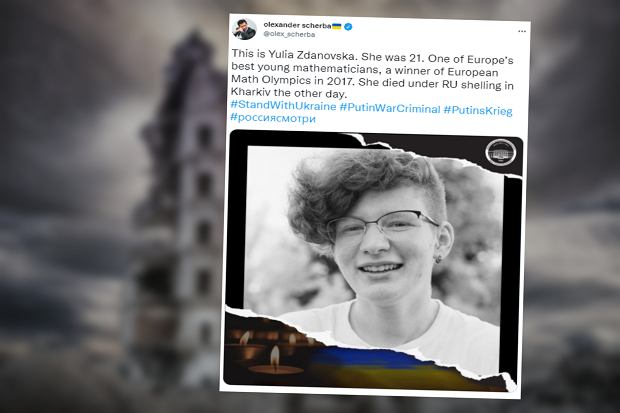 olexander scherba🇺🇦
@olex_scherba
This is Yulia Zdanovska. She was 21. One of Europe's
best young mathematicians, a winner of European
Math Olympics in 2017. She died under RU shelling in
Kharkiv the other day.
#StandWithUkraine #PutinWarCriminal #PutinsKrieg
#россиясмотри